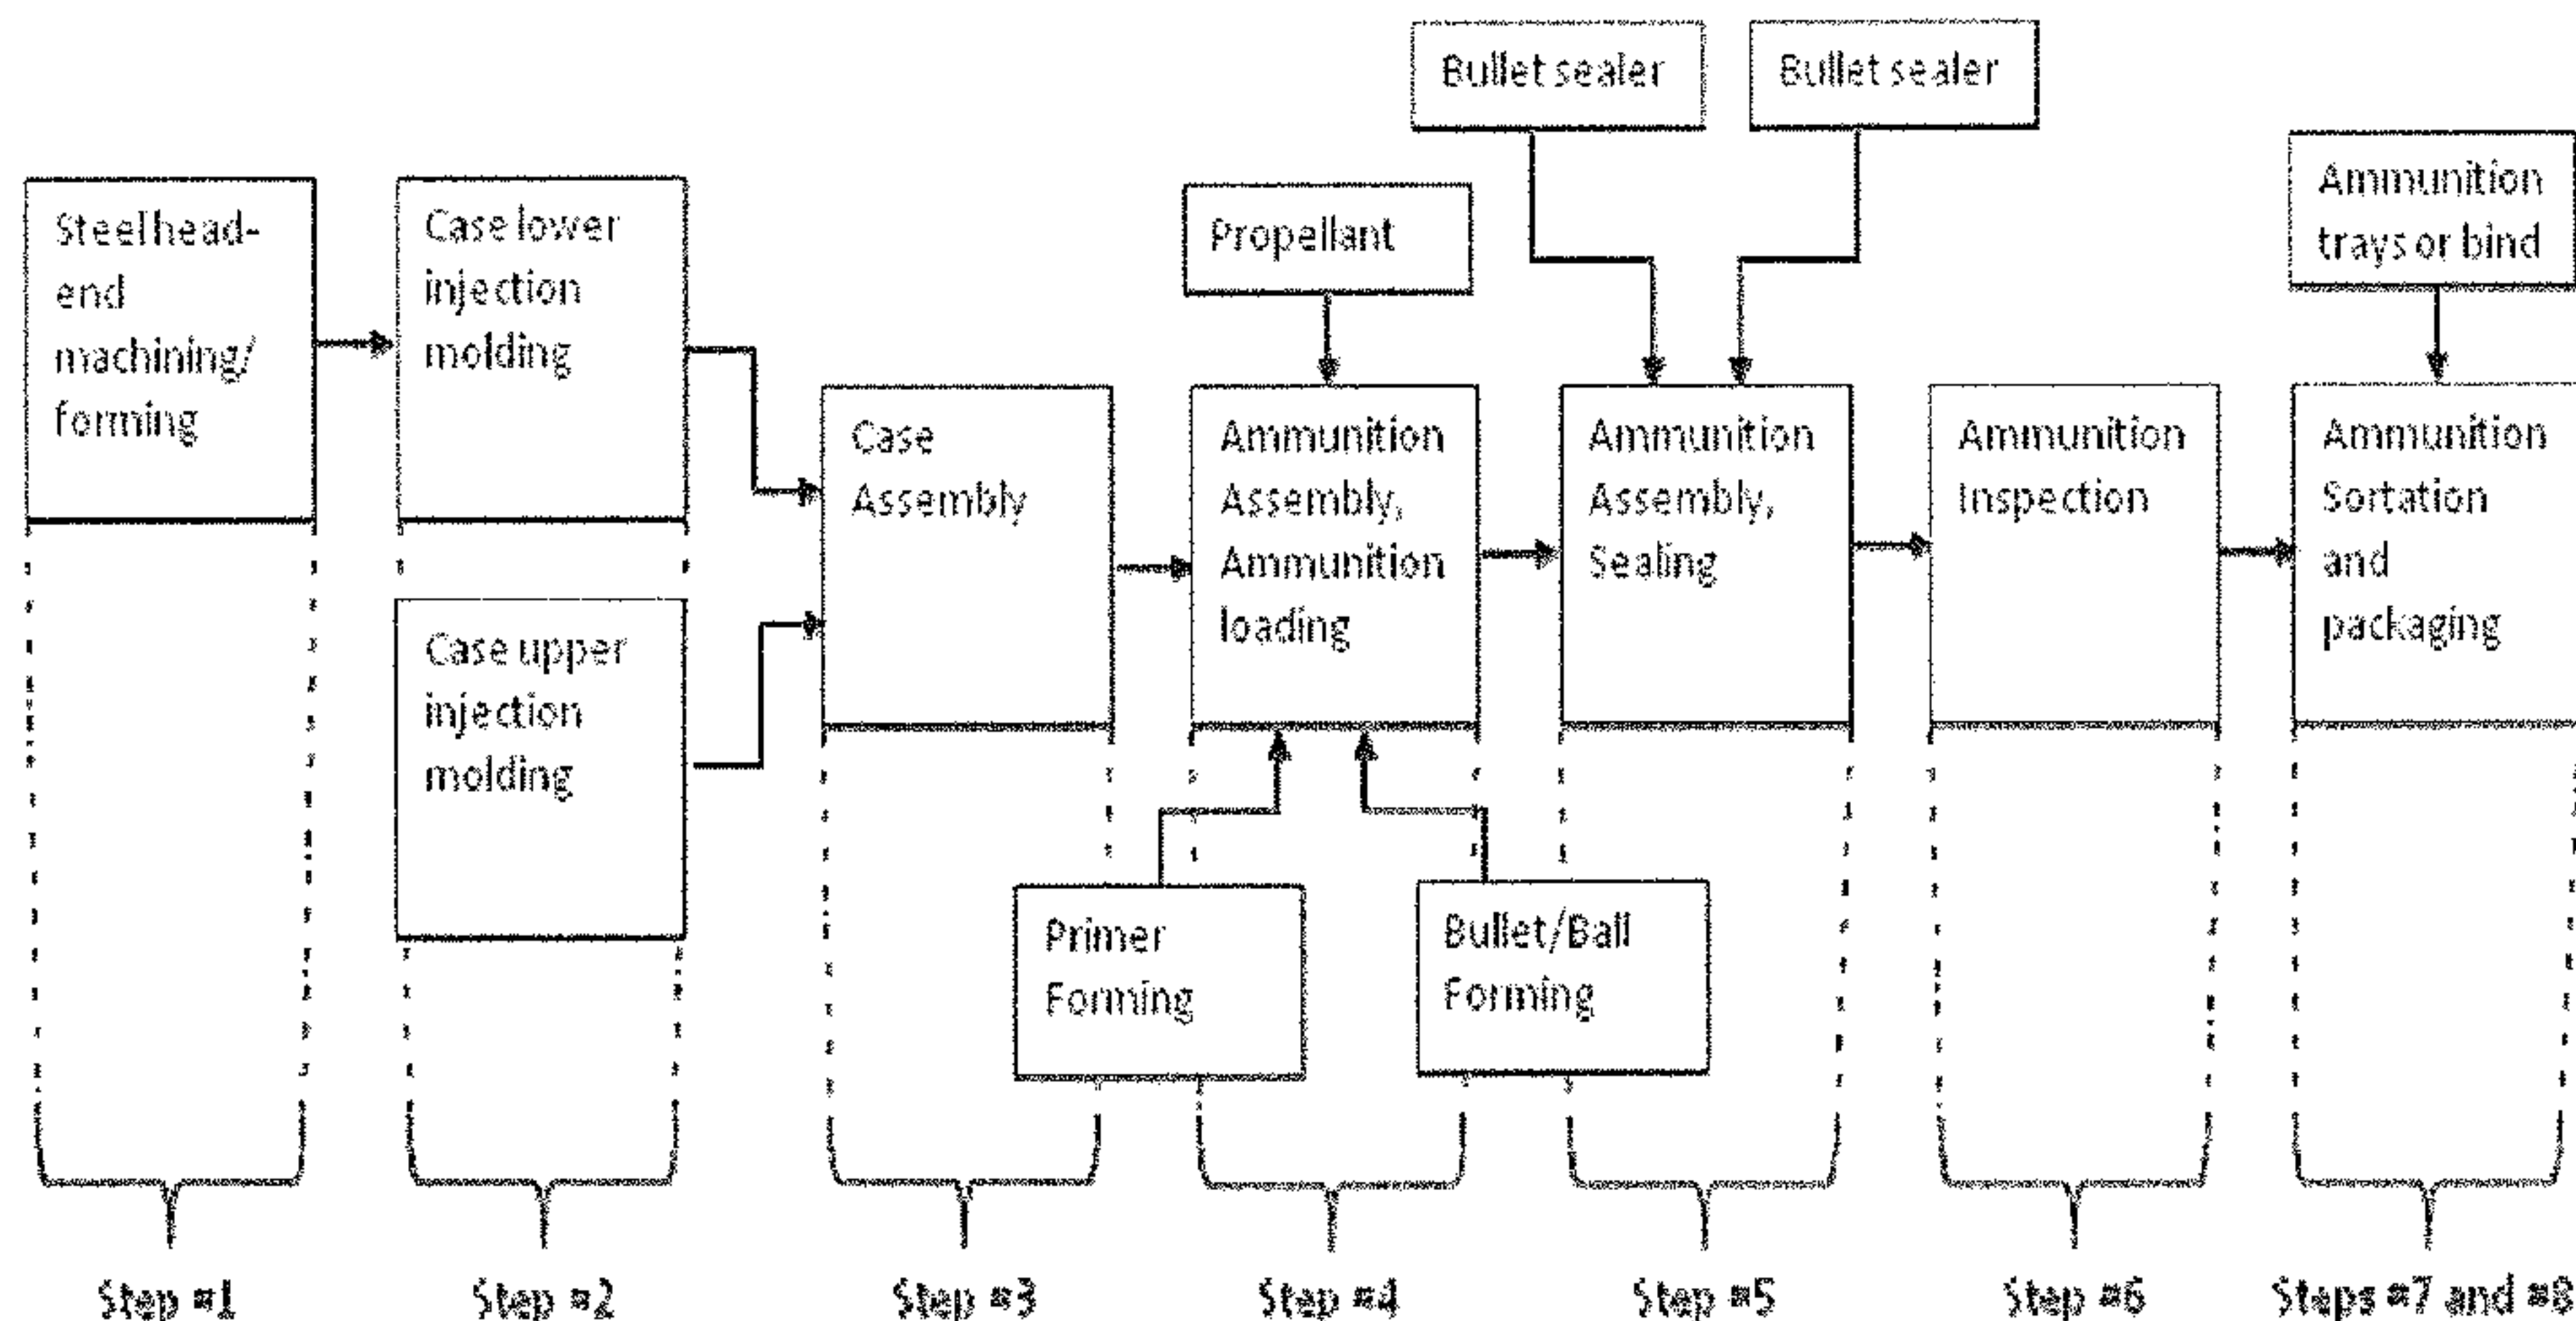 Bullet sealer
Bullet sealer
Ammunition
trays or bind
Propellant
Steel head-
end
machining/
forming
Case lower
injection
molding
Case upper
injection
molding
Case
Assembly
Ammunition
Assembly,
Ammunition
loading
Ammunition
Assembly,
Sealing
Ammunition
Inspection
Ammunition
Sortation
and
packaging
Primer
Forming
Bullet/Ball
Forming
Step #1
Step #2
Step #3
Step #4
Step #5
Step #6
Steps #7 and #8